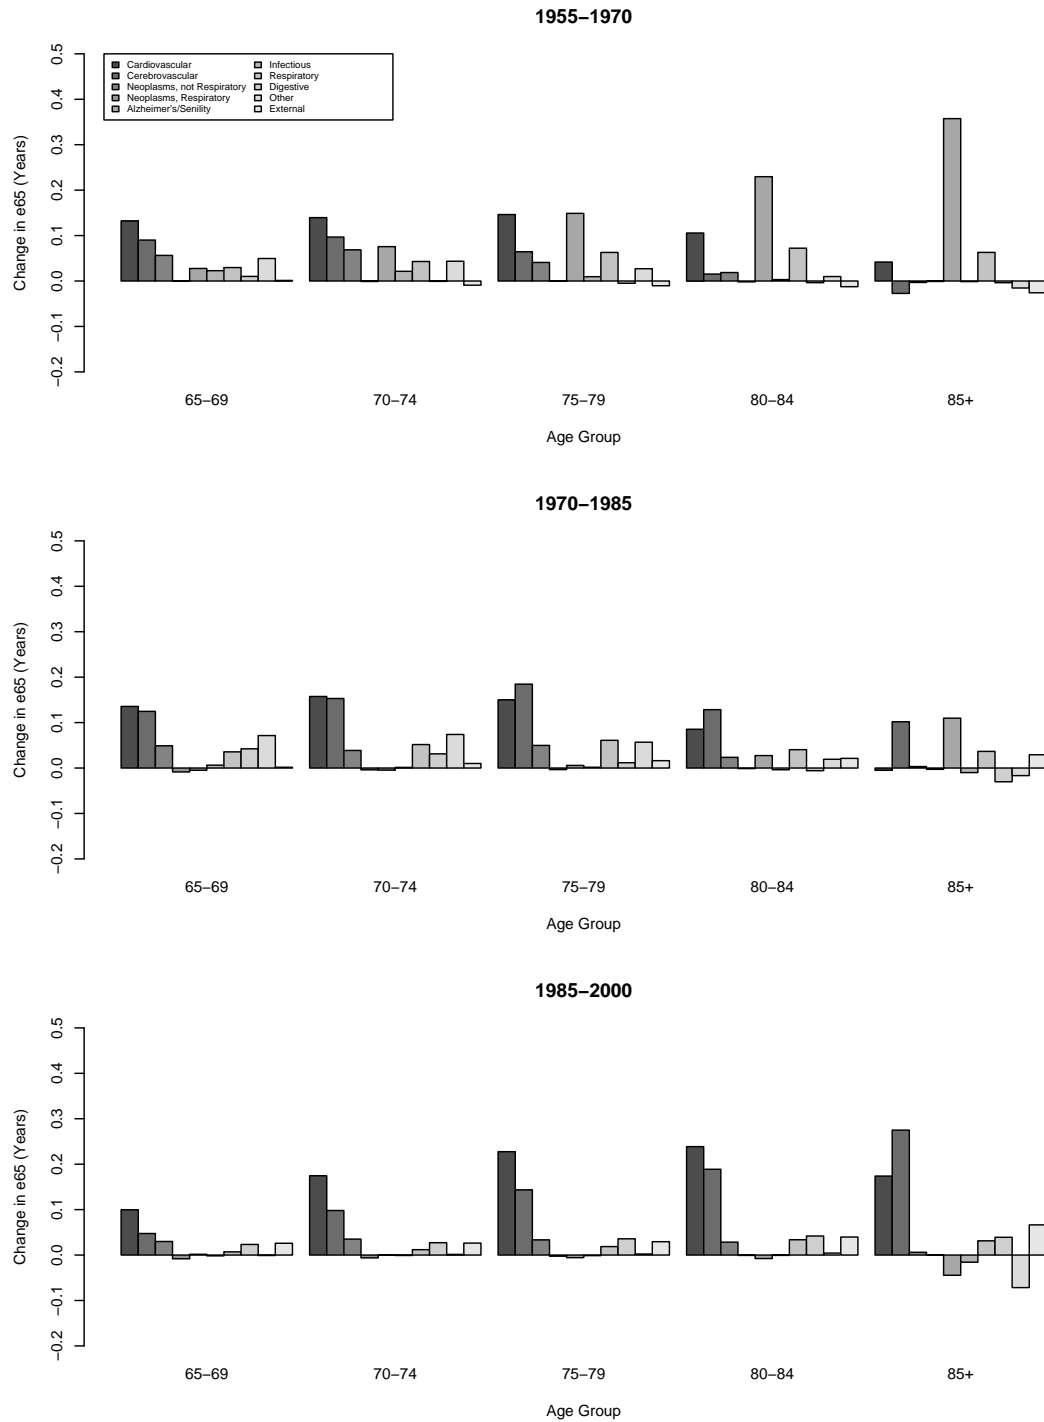 1955−1970
Cardiovascular
Cerebrovascular
Neoplasms, not Respiratory
Neoplasms, Respiratory
Alzheimer's/Senility
Infectious
Respiratory
Digestive
Other
External
Change in e65 (Years)
0.5
0.4
0.3
0.2
0.1
0.0
−0.1
−0.2
65−69 70−74 75−79 80−84 85+
Age Group
1970−1985
Change in e65 (Years)
0.5
0.4
0.3
0.2
0.1
0.0
−0.1
−0.2
65−69 70−74 75−79 80−84 85+
Age Group
1985−2000
Change in e65 (Years)
0.5
0.4
0.3
0.2
0.1
0.0
−0.1
−0.2
65−69 70−74 75−79 80−84 85+
Age Group